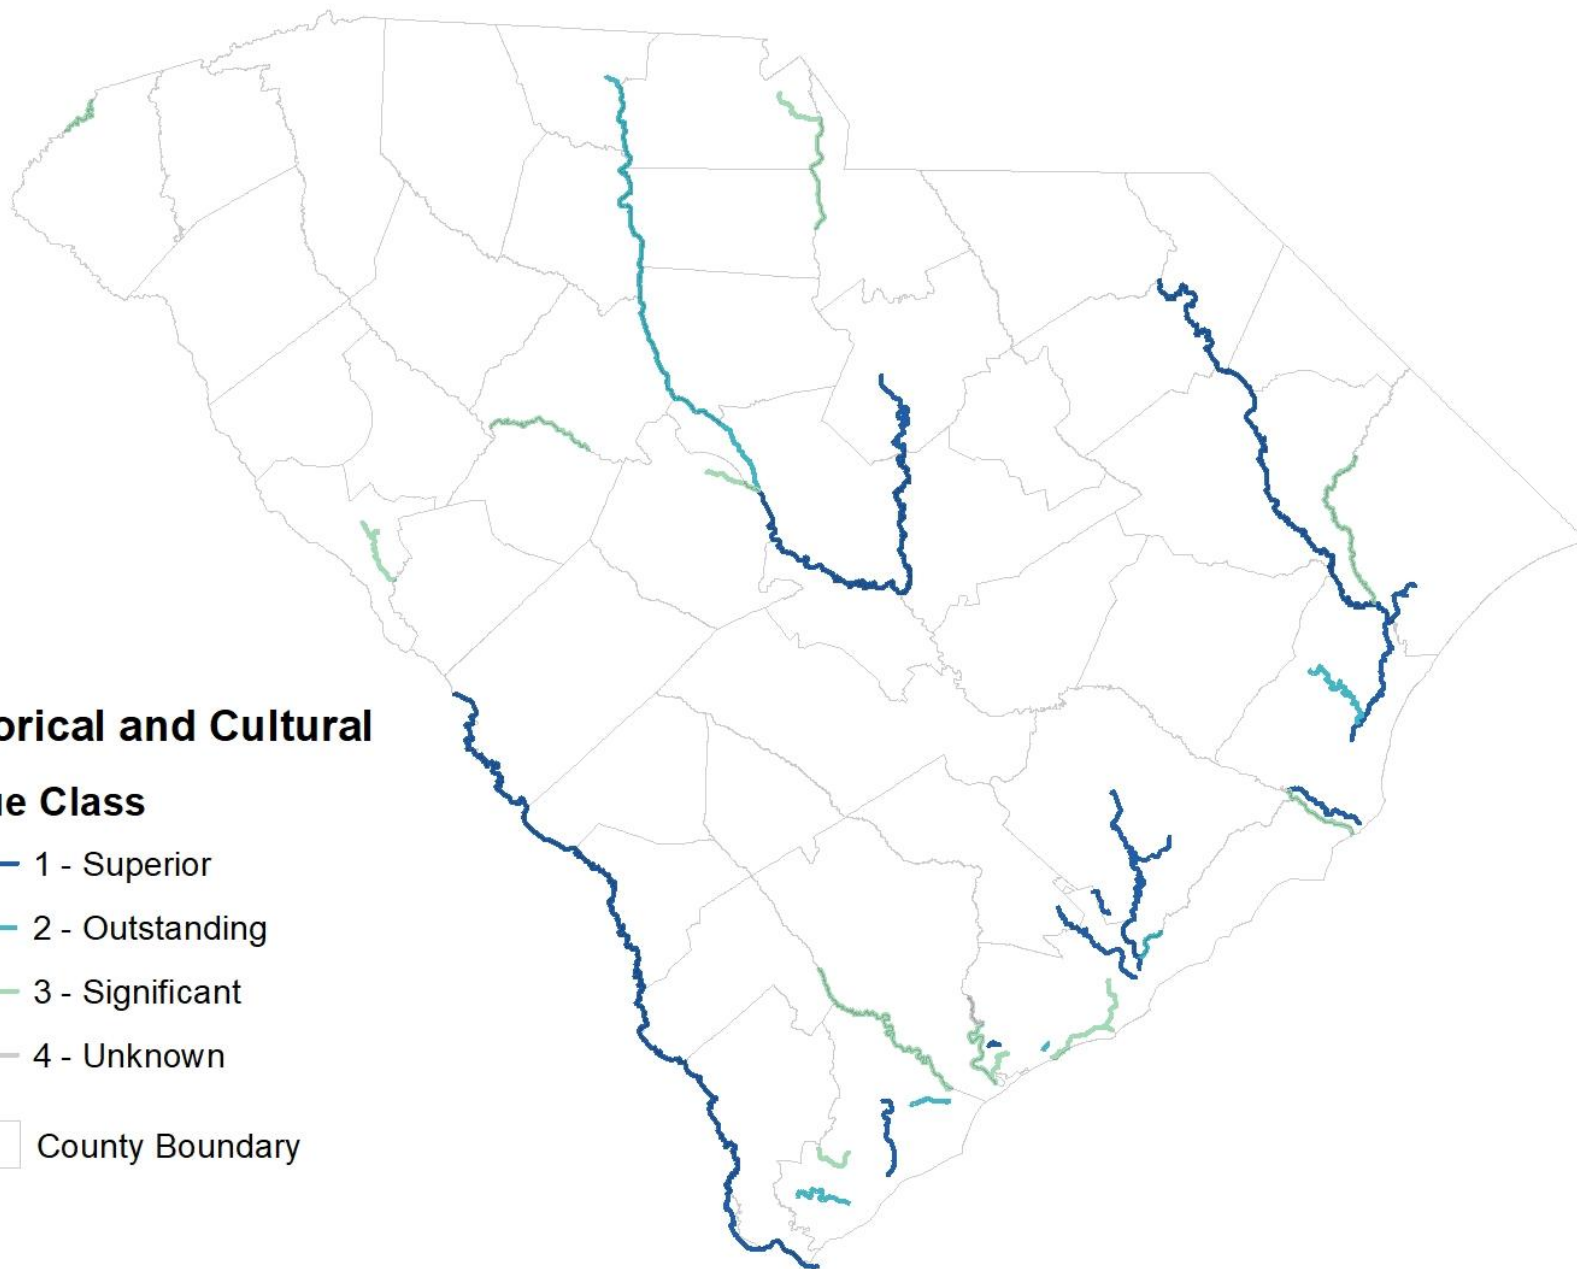 orical and Cultural
ue Class
1 - Superior
2 - Outstanding
3 - Significant
4 - Unknown
County Boundary